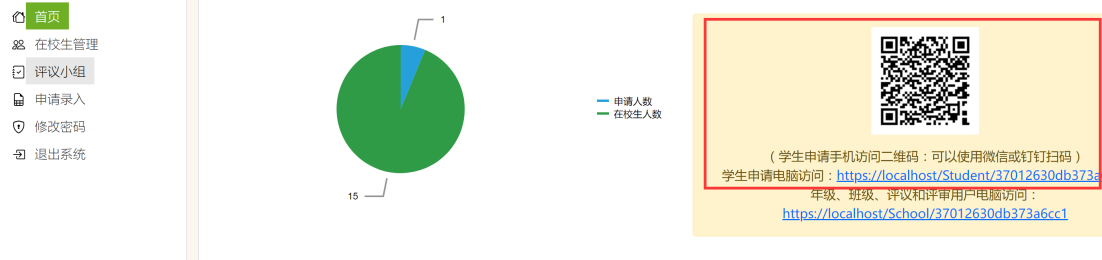 首页
在校生管理
评议小组
申请录入
修改密码
退出系统
1
15
申请人数
在校生人数
（学生申请手机访问二维码：可以使用微信或钉钉扫码）
学生申请电脑访问：https://localhost/Student/37012630db373a
年级、班级、评议和评审用户电脑访问：
https://localhost/School/37012630db373a6cc1